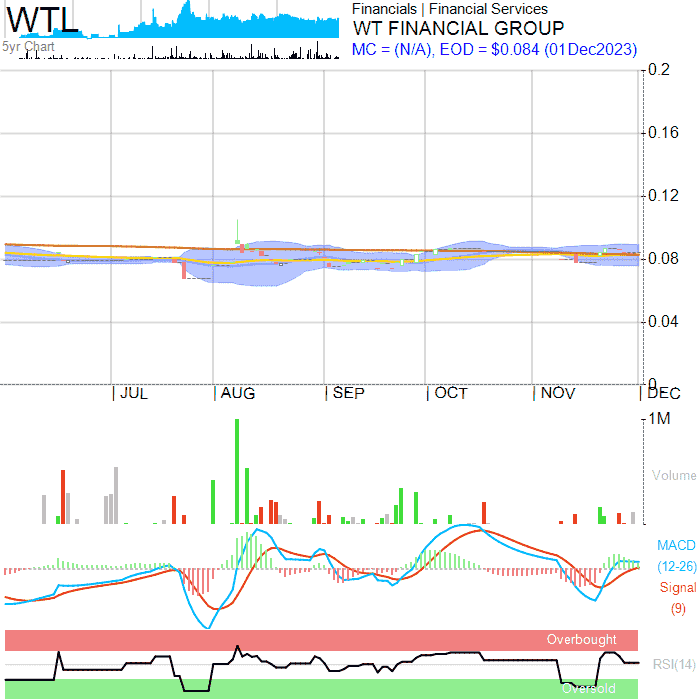 WTL
5yr Chart
Financials | Financial Services
WT FINANCIAL GROUP
MC = (N/A), EOD = $0.084 (01Dec2023)
0.2
0.16
0.12
0.08
0.04
0
JUL AUG SEP OCT NOV DEC
1M
Volume
MACD
(12-26)
Signal
(9)
Overbought
RSI(14)
Oversold